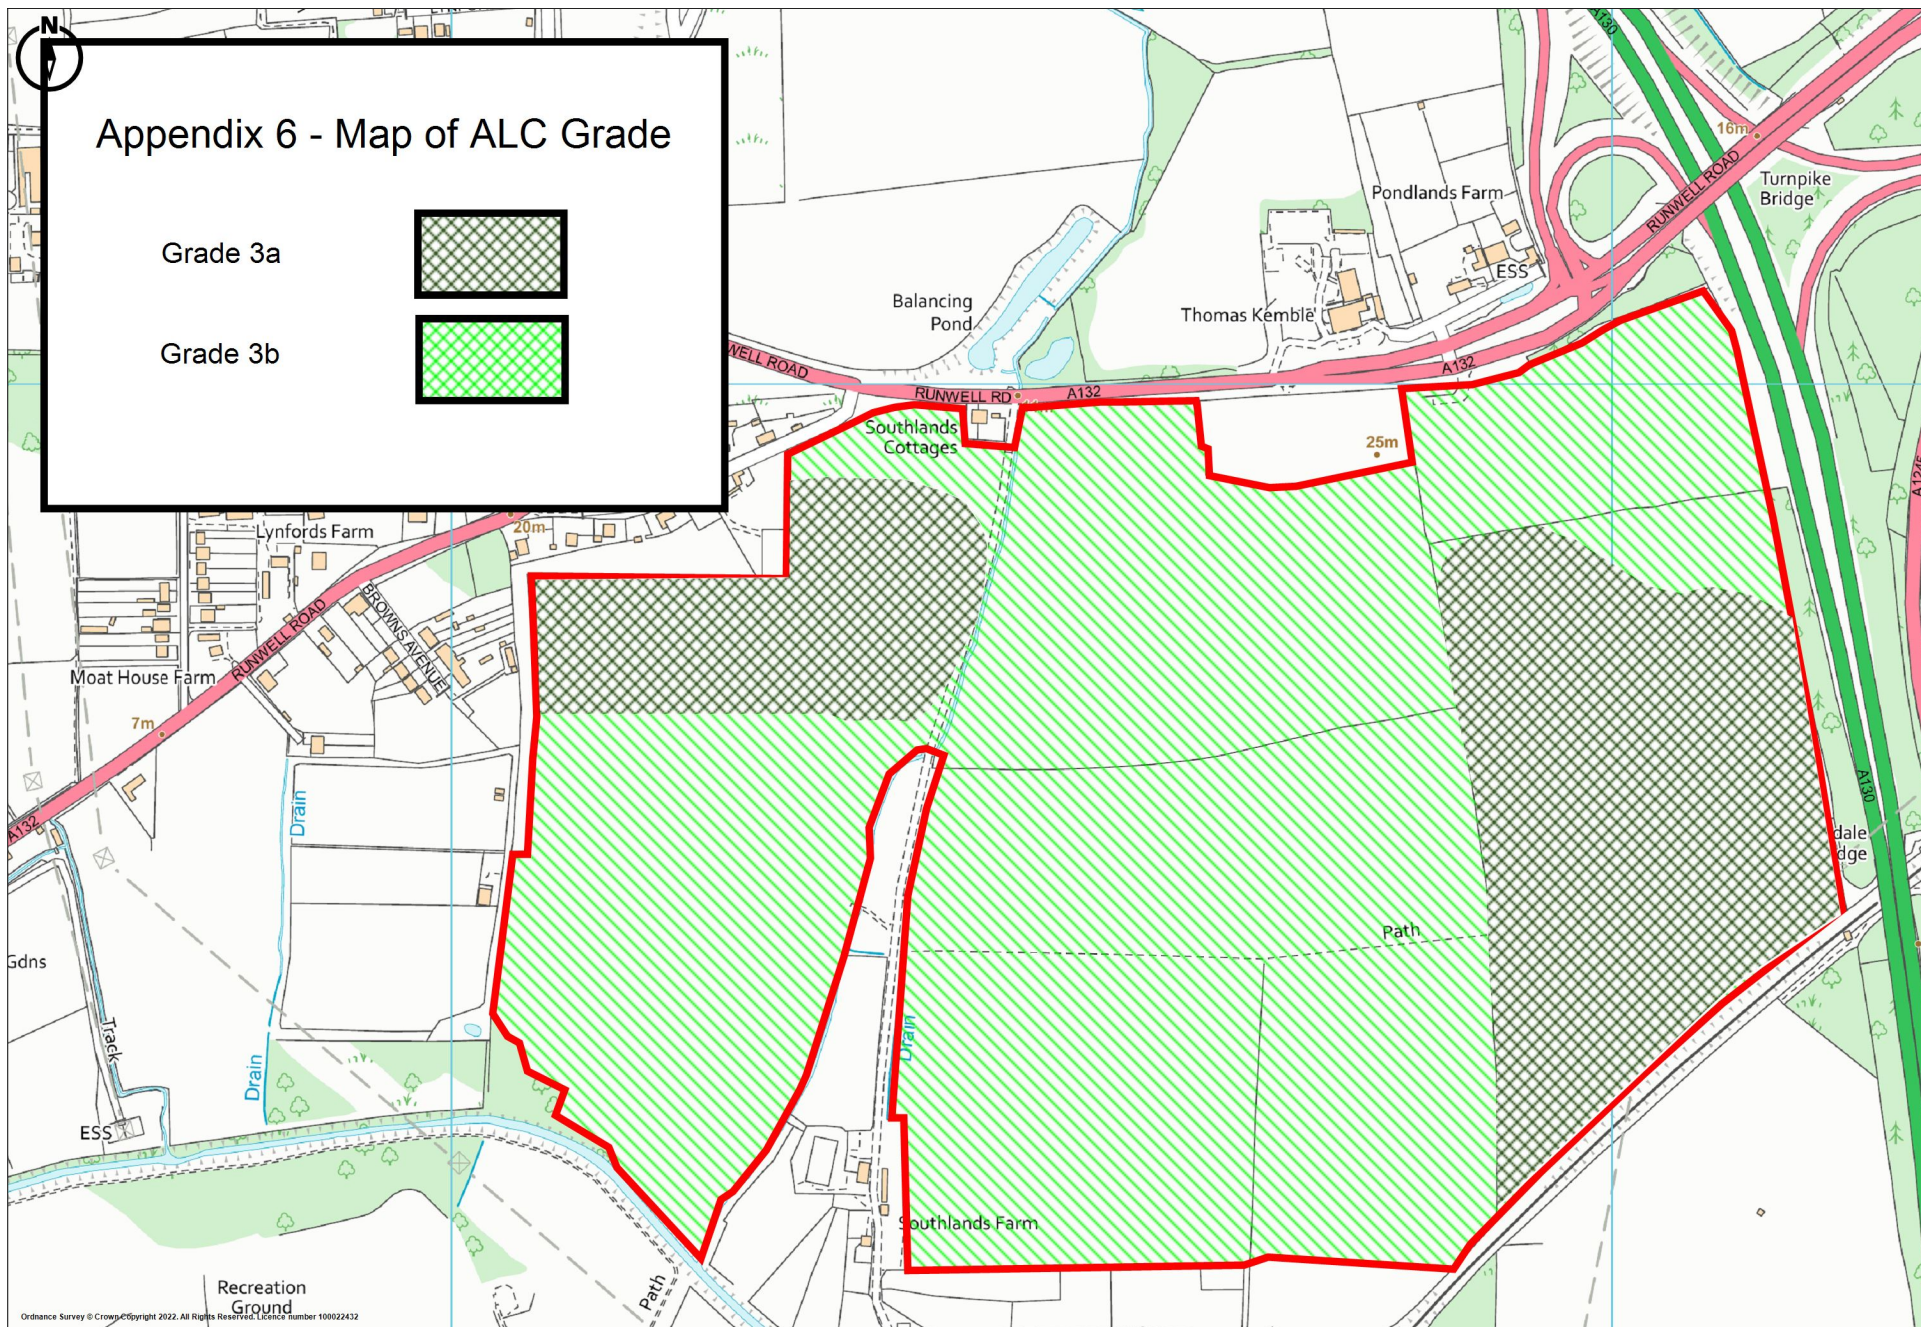 N
Appendix 6 - Map of ALC Grade
Grade 3a
Grade 3b
A130
16m
RUNWELL ROAD
Turnpike
Bridge
Pondlands Farm
ESS
Balancing
Pond
Thomas Kemble
WELL ROAD
RUNWELL RD
A132
A132
Southlands
Cottages
25m
A1245
20m
Lynfords Farm
BROWNS AVENUE
RUNWELL ROAD
Moat House Farm
7m
Drain
A132
A130
dale
dge
Path
Gdns
Track
Drain
Drain
ESS
Southlands Farm
Recreation
Ground
Path
Ordnance Survey © Crown Copyright 2022. All Rights Reserved. Licence number 100022432